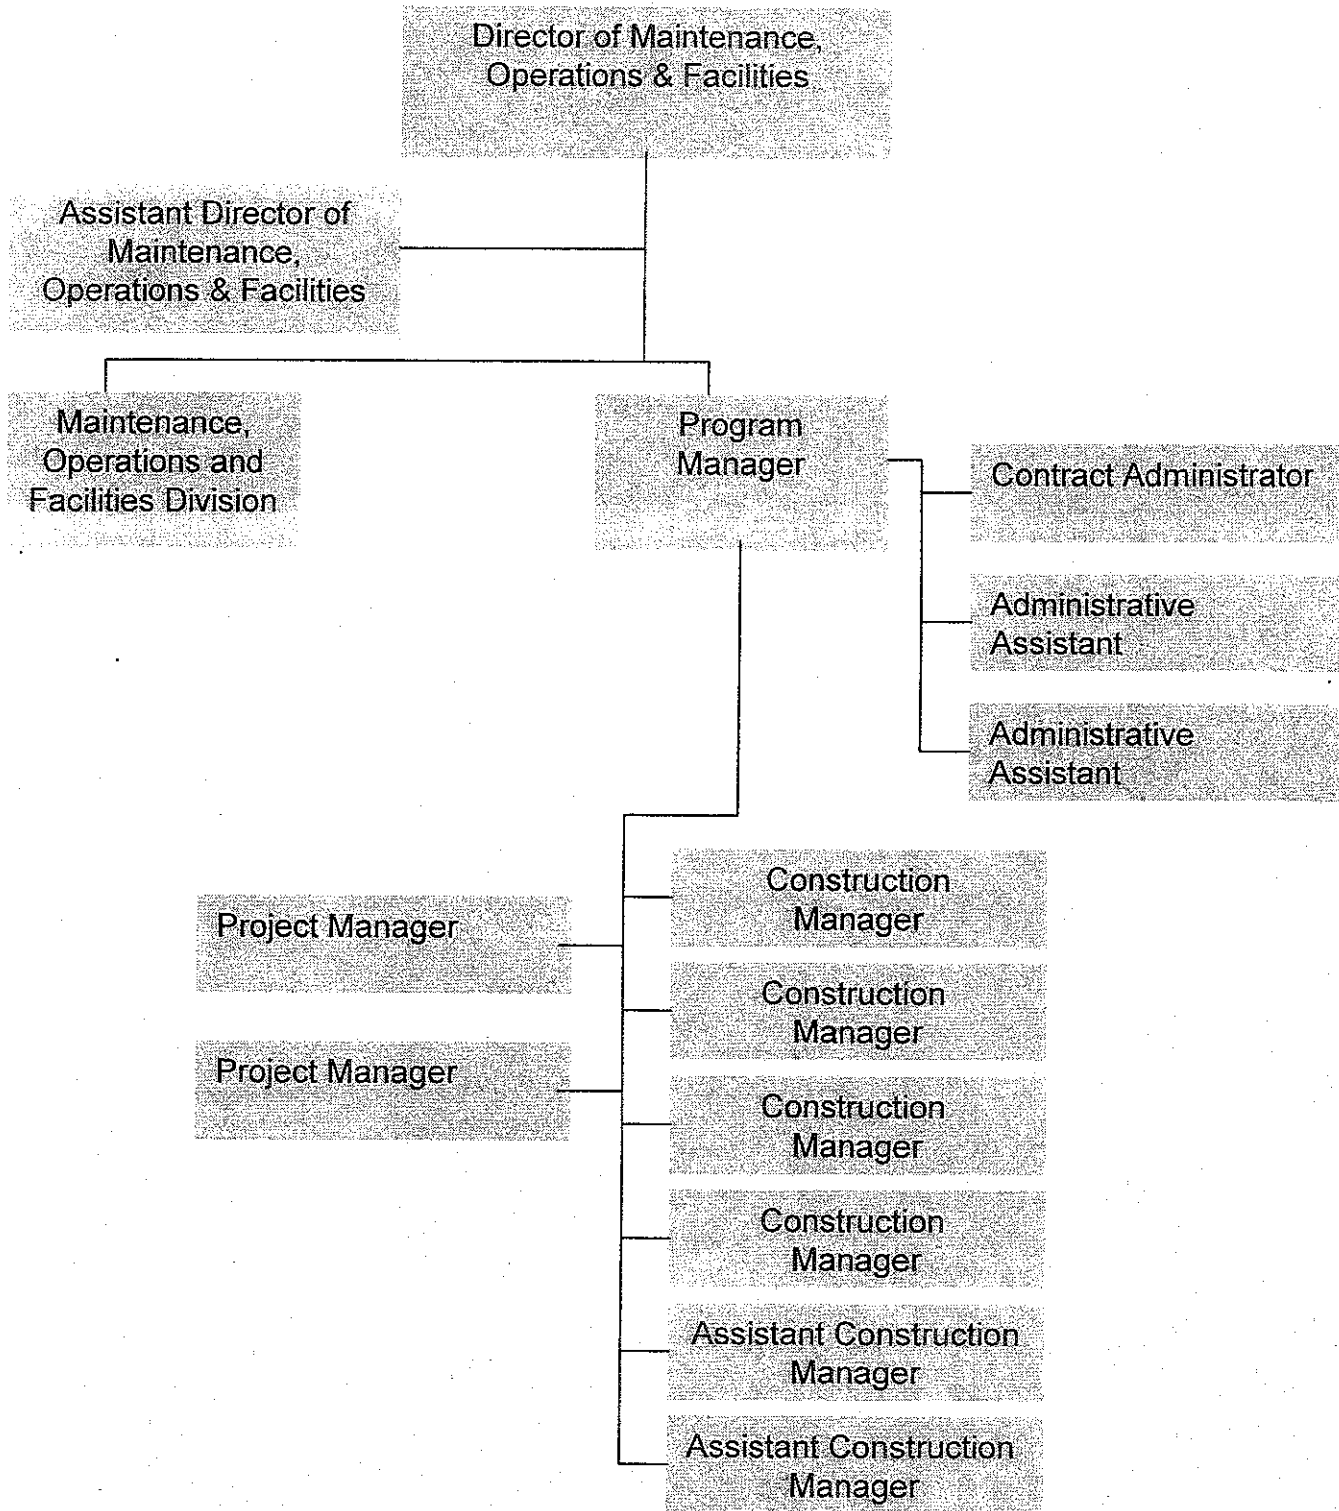 Director of Maintenance,
Operations & Facilities
Assistant Director of
Maintenance,
Operations & Facilities
Maintenance,
Operations and
Facilities Division
Program
Manager
Contract Administrator
Administrative
Assistant
Administrative
Assistant
Project Manager
Project Manager
Construction
Manager
Construction
Manager
Construction
Manager
Construction
Manager
Assistant Construction
Manager
Assistant Construction
Manager